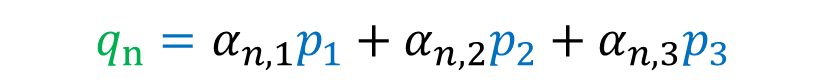 qₙ = αₙ,₁p₁ + αₙ,₂p₂ + αₙ,₃p₃